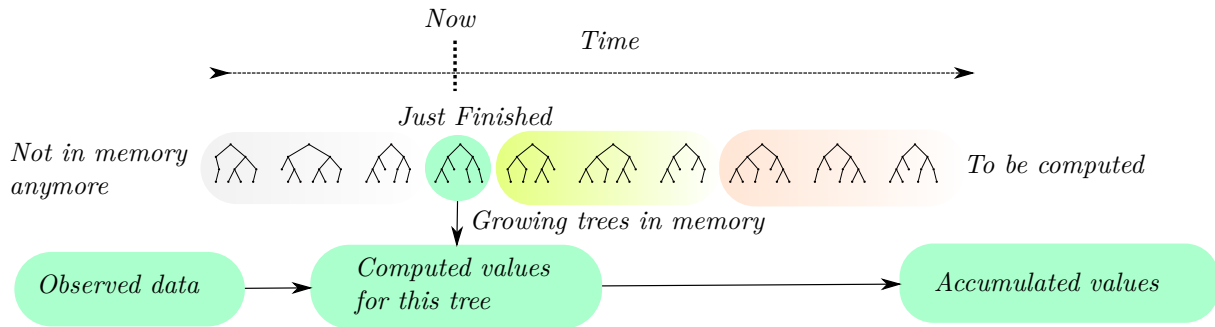 Now
Time
Just Finished
Not in memory
anymore
To be computed
Growing trees in memory
Observed data
Computed values
for this tree
Accumulated values